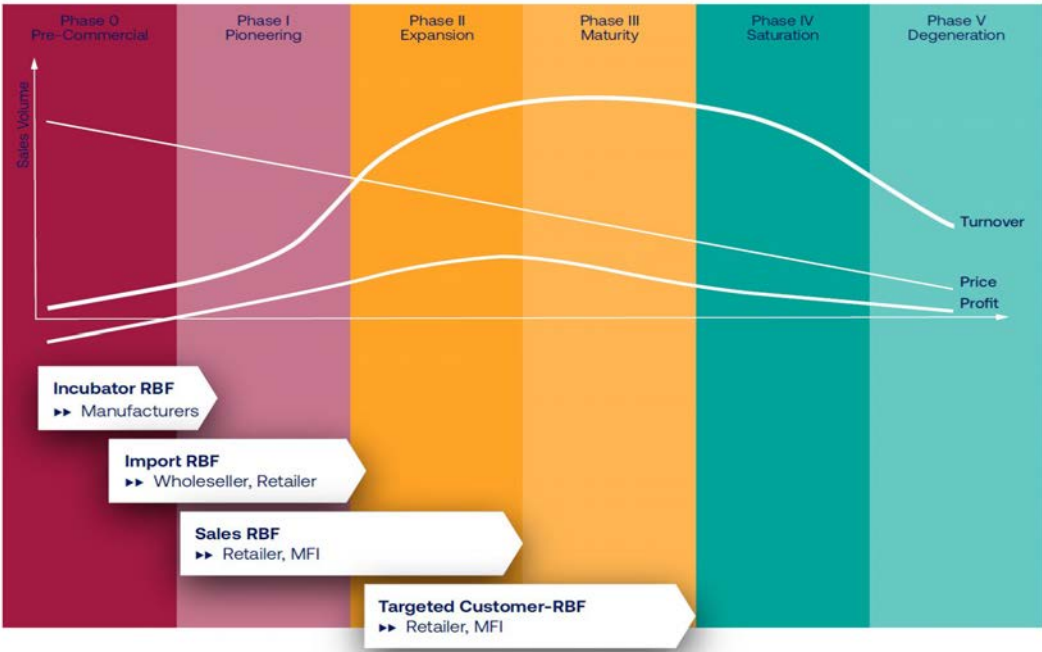 Phase 0
Pre-Commercial
Phase I
Pioneering
Phase II
Expansion
Phase III
Maturity
Phase IV
Saturation
Phase V
Degeneration
Sales Volume
Turnover
Price
Profit
Incubator RBF
▸▸ Manufacturers
Import RBF
▸▸ Wholeseller, Retailer
Sales RBF
▸▸ Retailer, MFI
Targeted Customer-RBF
▸▸ Retailer, MFI